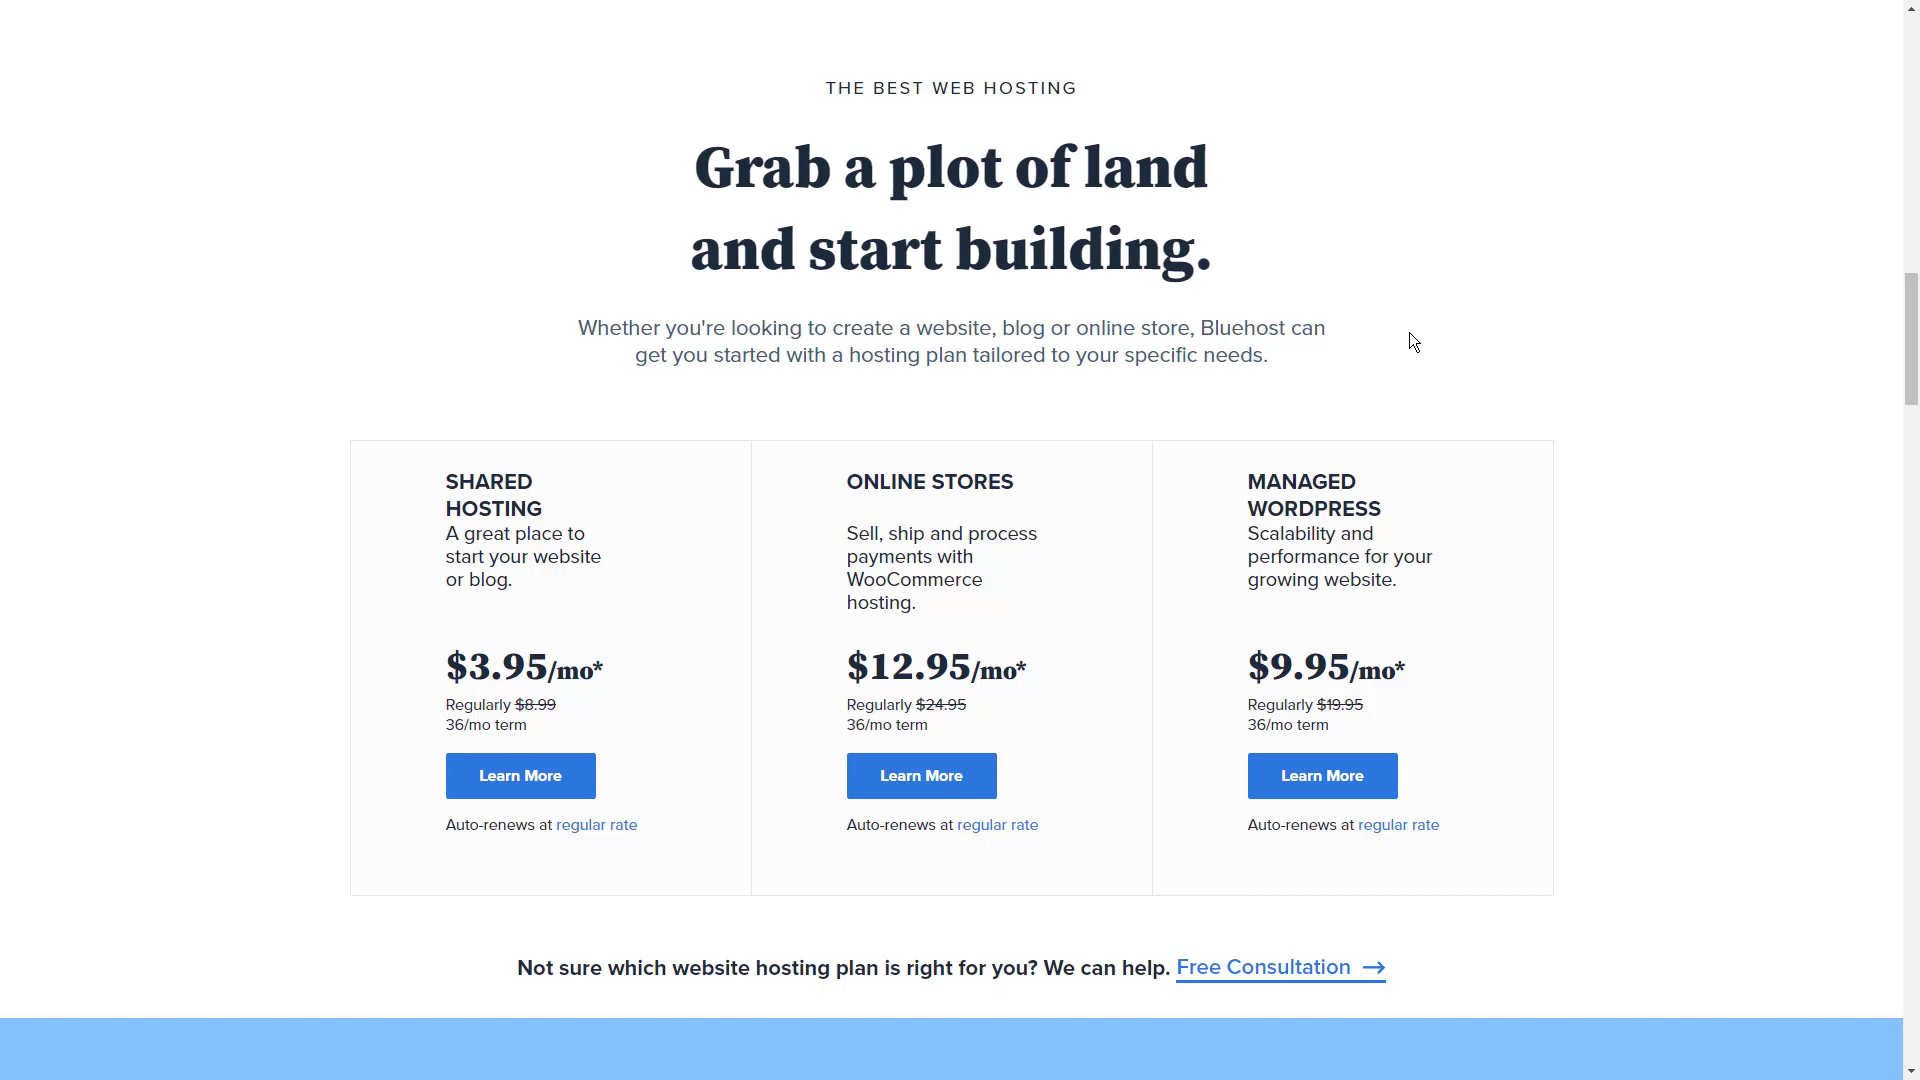 THE BEST WEB HOSTING
Grab a plot of land
and start building.
Whether you're looking to create a website, blog or online store, Bluehost can
get you started with a hosting plan tailored to your specific needs.
SHARED
HOSTING
A great place to
start your website
or blog.
$3.95/mo*
Regularly $8.99
36/mo term
Learn More
Auto-renews at regular rate
ONLINE STORES
Sell, ship and process
payments with
WooCommerce
hosting.
$12.95/mo*
Regularly $24.95
36/mo term
Learn More
Auto-renews at regular rate
MANAGED
WORDPRESS
Scalability and
performance for your
growing website.
$9.95/mo*
Regularly $19.95
36/mo term
Learn More
Auto-renews at regular rate
Not sure which website hosting plan is right for you? We can help. Free Consultation →